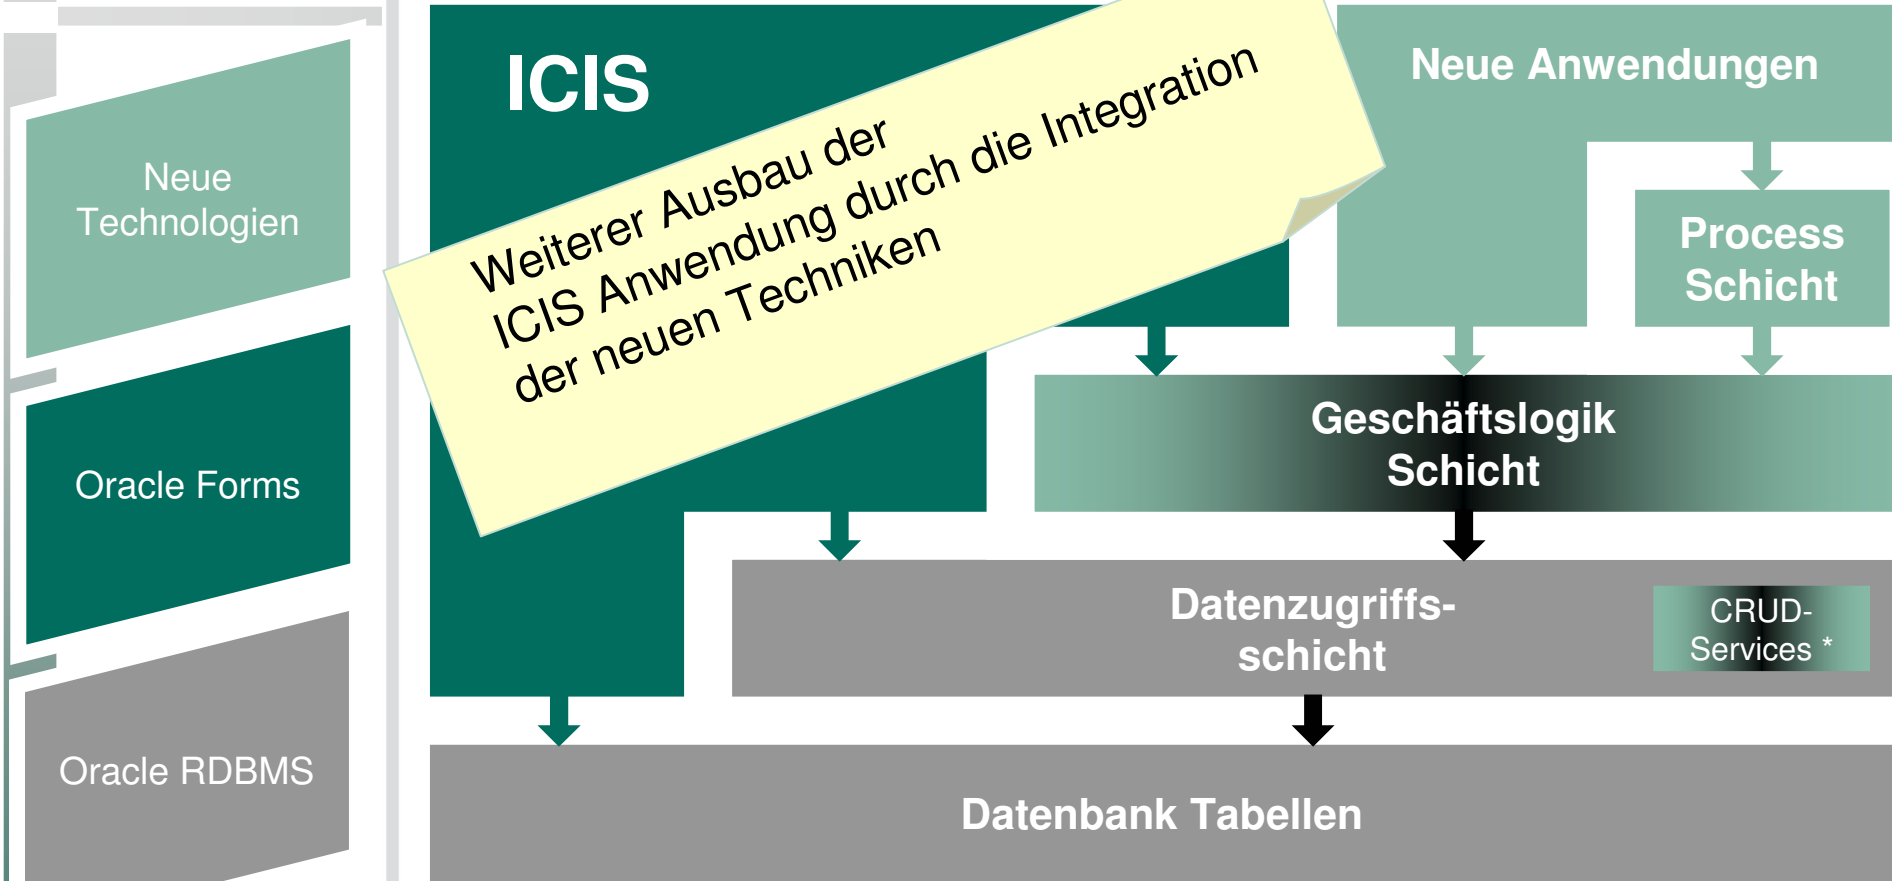 Neue
Technologien
Oracle Forms
Oracle RDBMS
ICIS
Weiterer Ausbau der
ICIS Anwendung durch die Integration
der neuen Techniken
Neue Anwendungen
Process
Schicht
Geschäftslogik
Schicht
Datenzugriffs-
schicht
CRUD-
Services *
Datenbank Tabellen